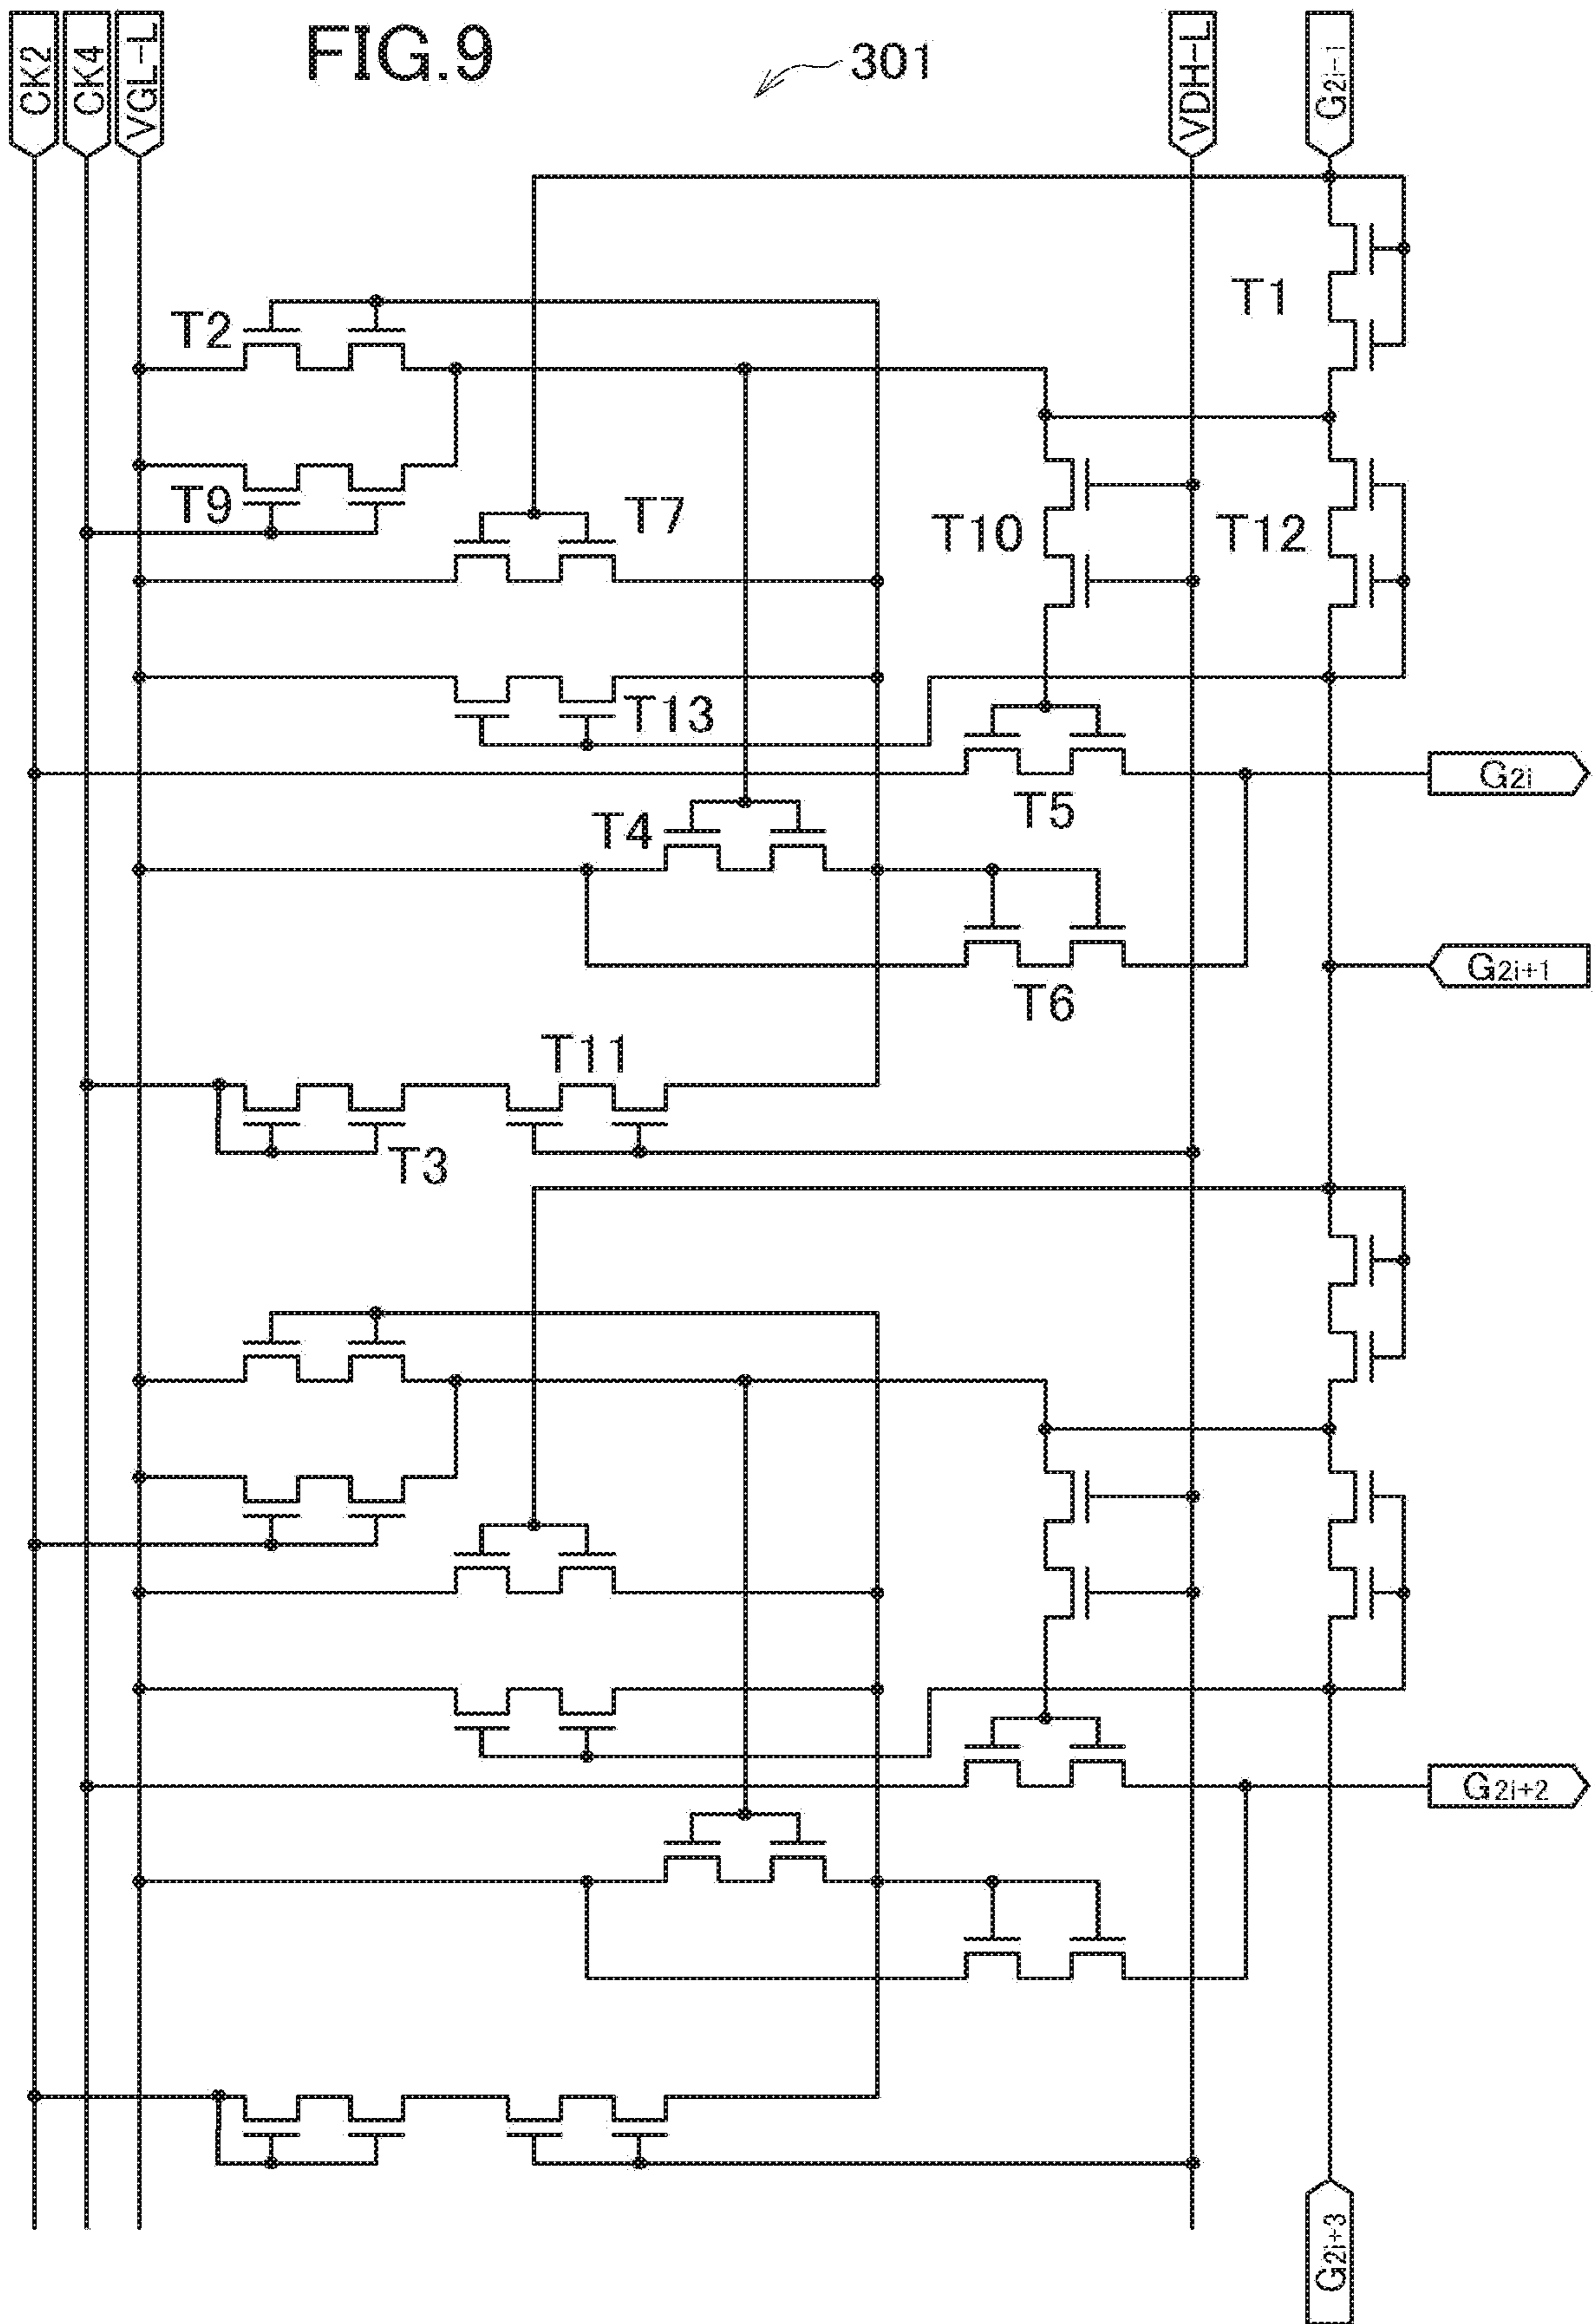 FIG.9
301
CK2
CK4
VGL-L
VDH-L
G2i-1
T1
T2
T9
T7
T10
T12
T13
T5
G2i
T4
T6
G2i+1
T11
T3
G2i+2
G2i+3